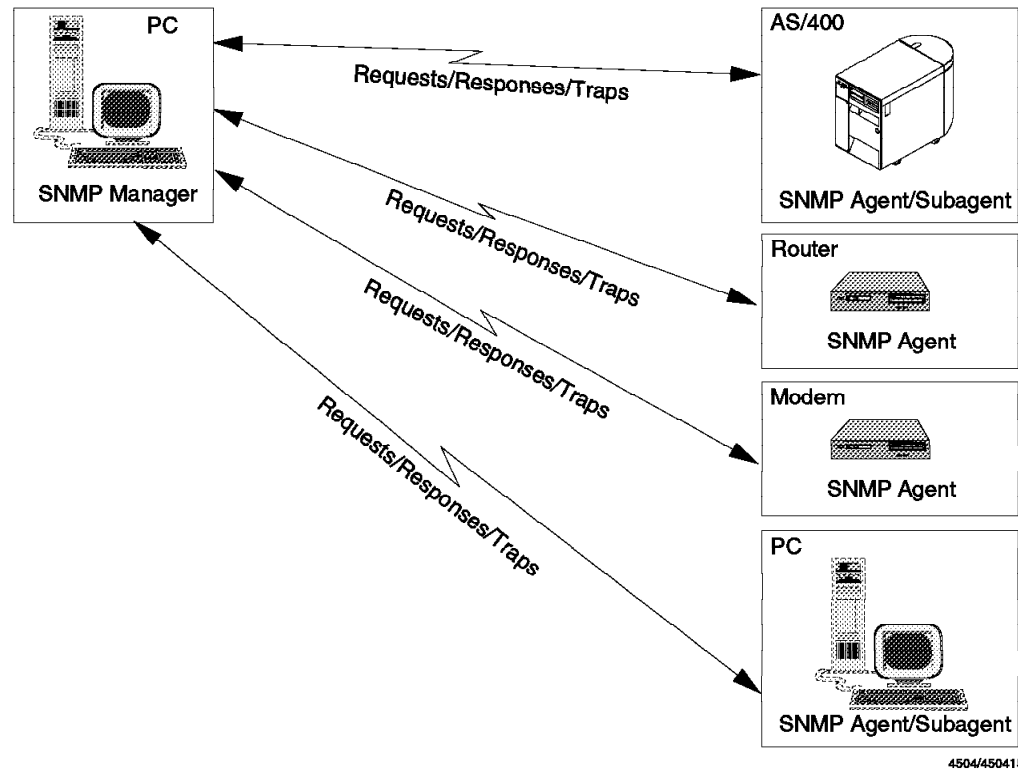 PC
SNMP Manager
Requests/Responses/Traps
Requests/Responses/Traps
Requests/Responses/Traps
Requests/Responses/Traps
AS/400
SNMP Agent/Subagent
Router
SNMP Agent
Modem
SNMP Agent
PC
SNMP Agent/Subagent